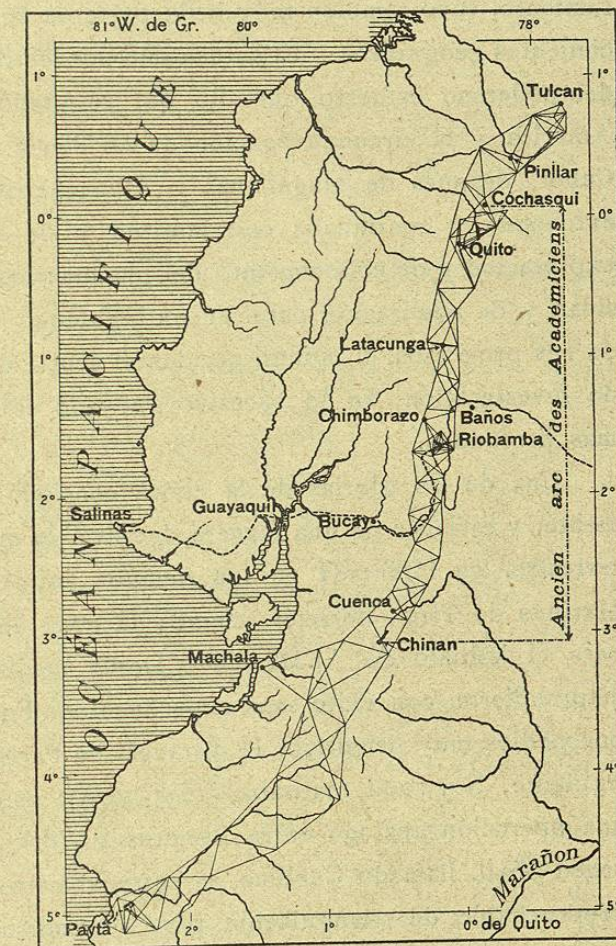 81° W. de Gr.
80°
78°
1°
1°
Tulcan
Pinllar
Cochasqui
0°
0°
Quito
OCÉAN PACIFIQUE
Ancien arc des Académiciens
Latacunga
1°
1°
Chimborazo
Baños
Riobamba
2°
2°
Salinas
Guayaquil
Bucay
Cuenca
3°
3°
Chinan
Machala
4°
4°
Marañon
5°
5°
Payta
2°
1°
0° de Quito